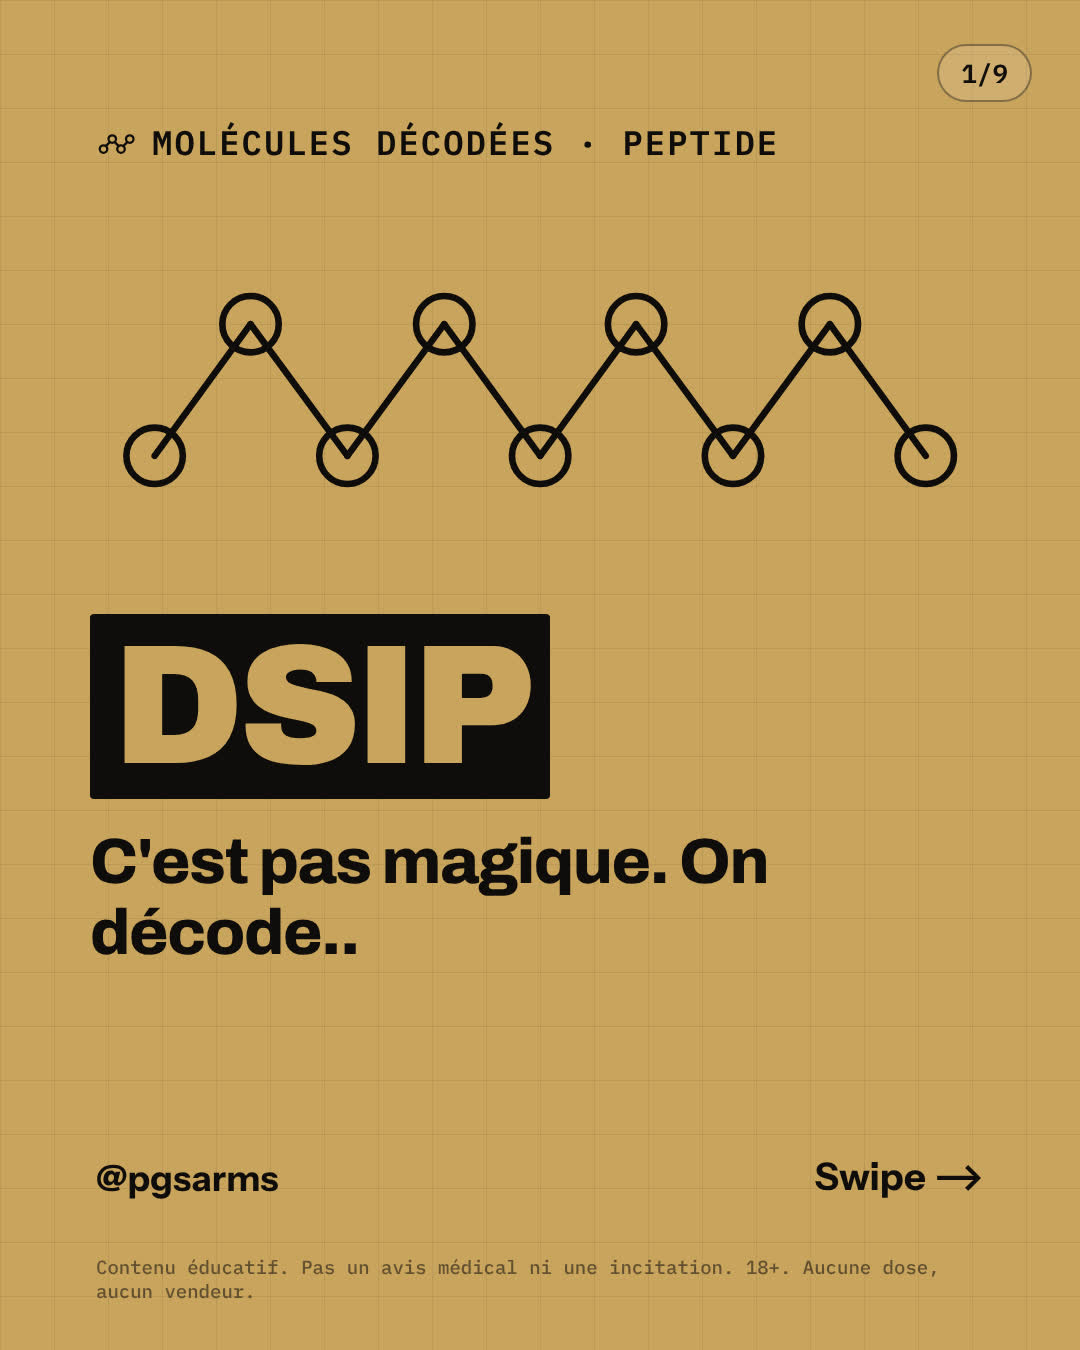 1/9
MOLÉCULES DÉCODÉES · PEPTIDE
DSIP
C'est pas magique. On
décode..
@pgsarms
Swipe →
Contenu éducatif. Pas un avis médical ni une incitation. 18+. Aucune dose,
aucun vendeur.